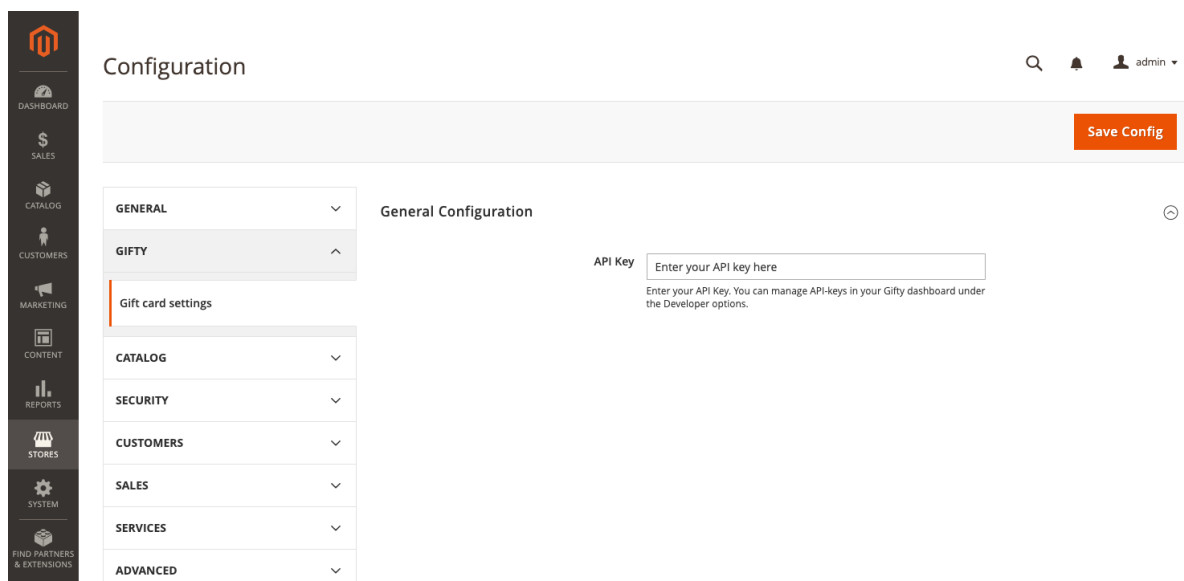 Configuration
admin
DASHBOARD
SALES
CATALOG
CUSTOMERS
MARKETING
CONTENT
REPORTS
STORES
SYSTEM
FIND PARTNERS
& EXTENSIONS
Save Config
GENERAL
GIFTY
Gift card settings
CATALOG
SECURITY
CUSTOMERS
SALES
SERVICES
ADVANCED
General Configuration
API Key
Enter your API key here
Enter your API Key. You can manage API-keys in your Gifty dashboard under
the Developer options.